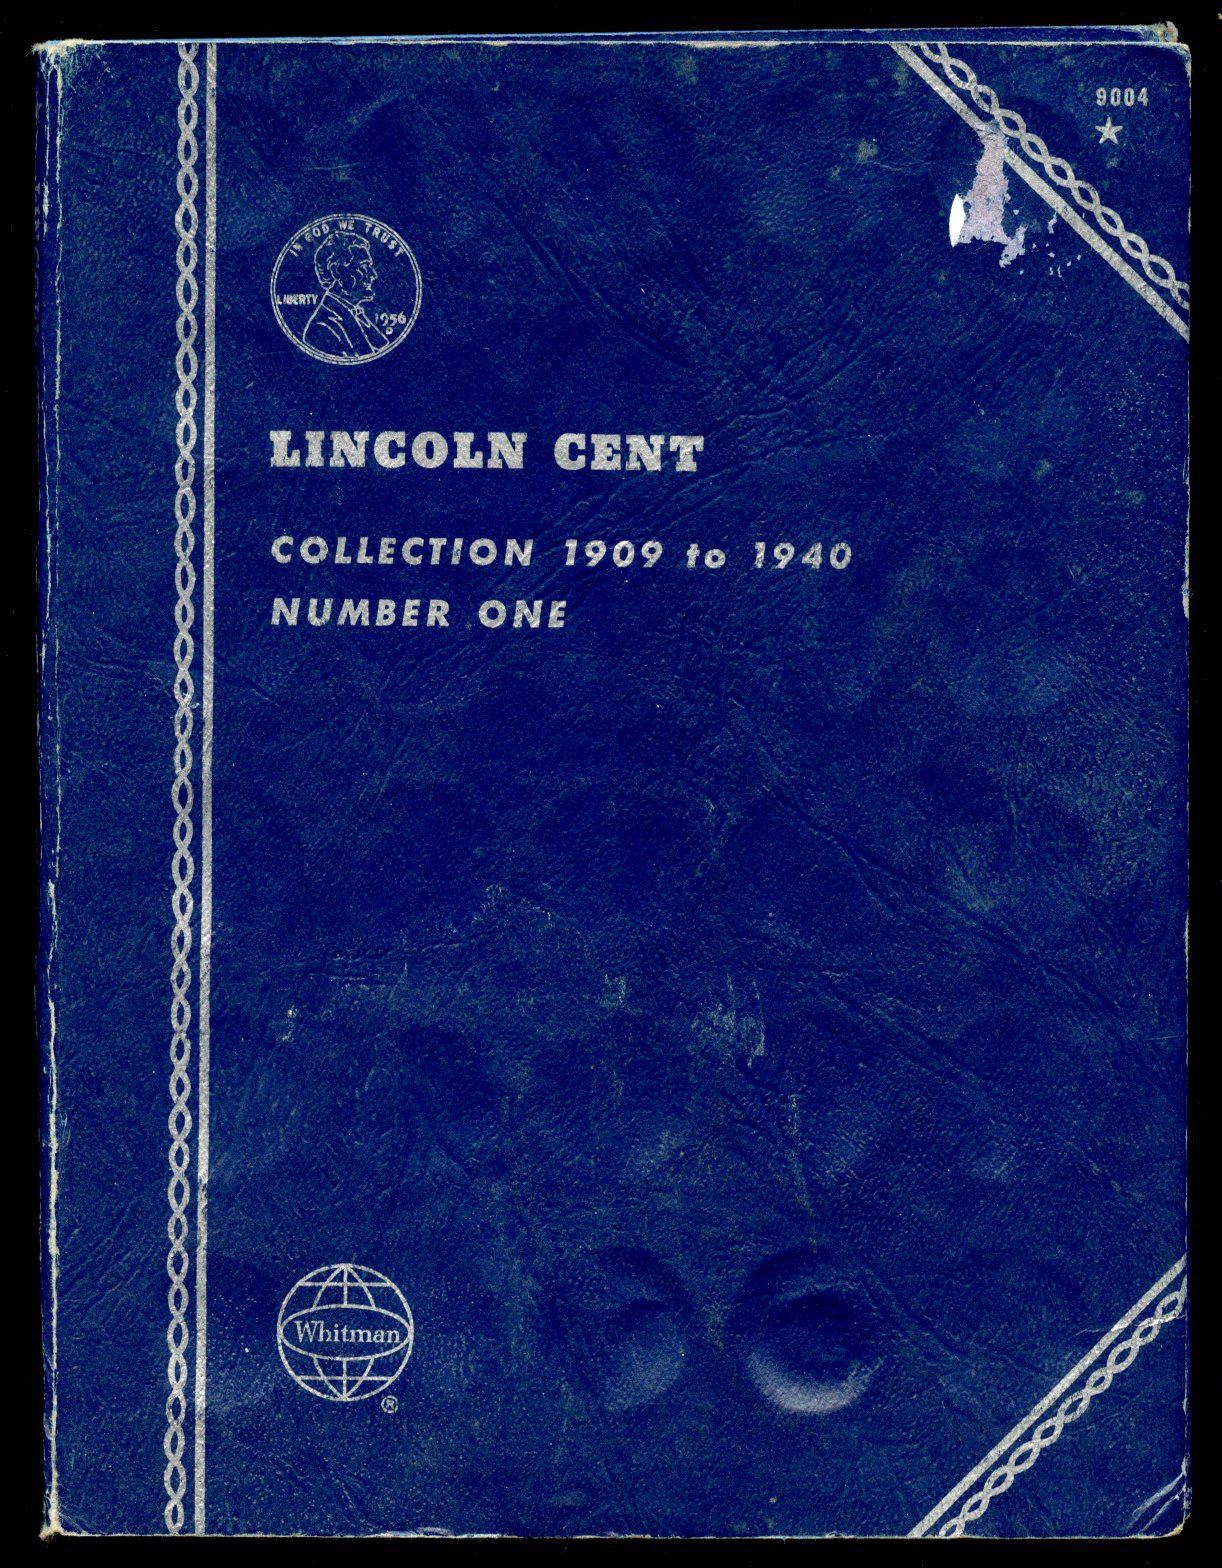 9004
IN GOD WE TRUST
LIBERTY
1956
LINCOLN CENT
COLLECTION 1909 to 1940
NUMBER ONE
Whitman
®